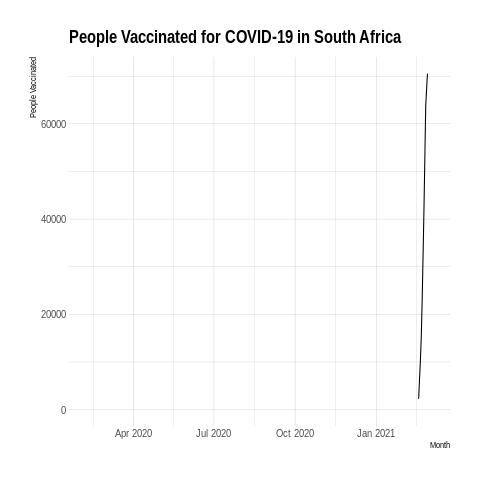 People Vaccinated for COVID-19 in South Africa
People Vaccinated
60000
40000
20000
0
Apr 2020 Jul 2020 Oct 2020 Jan 2021
Month